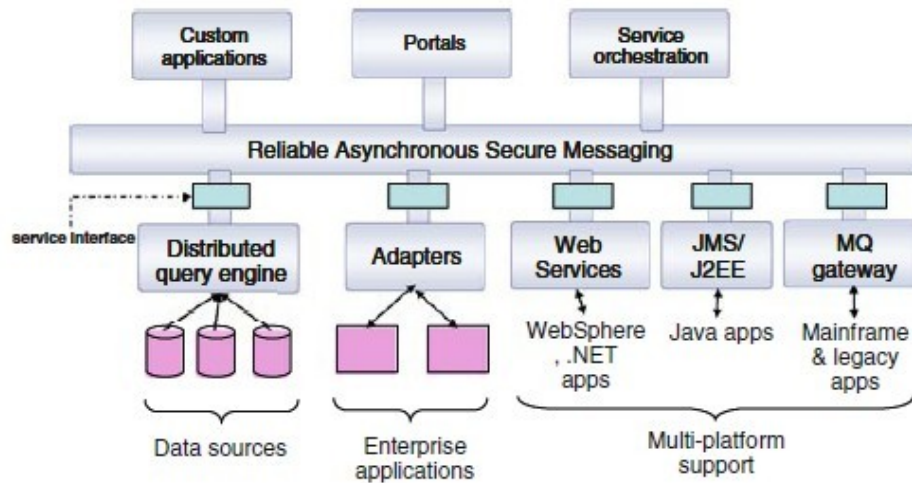 Custom
applications
Portals
Service
orchestration
Reliable Asynchronous Secure Messaging
service interface
Distributed
query engine
Adapters
Web
Services
JMS/
J2EE
MQ
gateway
WebSphere
, .NET
apps
Java apps
Mainframe
& legacy
apps
Data sources
Enterprise
applications
Multi-platform
support